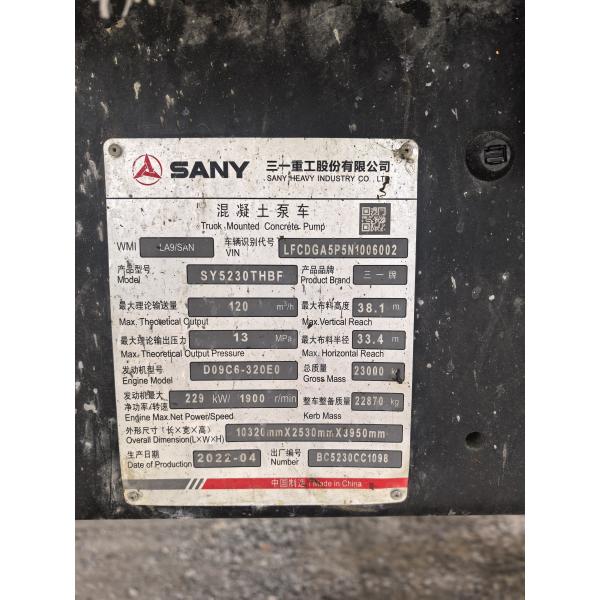 SANY 三一重工股份有限公司
SANY HEAVY INDUSTRY CO., LTD
混凝土泵车
Truck Mounted Concrete Pump
WMI LA9/SAN 车辆识别代号 VIN LFCDGA5P5N1006002
产品型号 Model SY5230THBF 产品品牌 Product Brand 三一牌
最大理论输送量 120 m³/h 最大布料高度 38.1 m
Max. Theoretical Output Max.Vertical Reach
最大理论输出压力 13 MPa 最大布料半径 33.4 m
Max. Theoretical Output Pressure Max. Horizontal Reach
发动机型号 Engine Model D09C6-320E0 总质量 Gross Mass 23000 kg
发动机最大净功率/转速 229 kW/ 1900 r/min 整车整备质量 22870 kg
Engine Max.Net Power/Speed Kerb Mass
外形尺寸 (长×宽×高) 10320mmX2530mmX3950mm
Overall Dimension(L×W×H)
生产日期 Date of Production 2022-04 出厂编号 Number BC5230CC1098
中国制造 Made in China